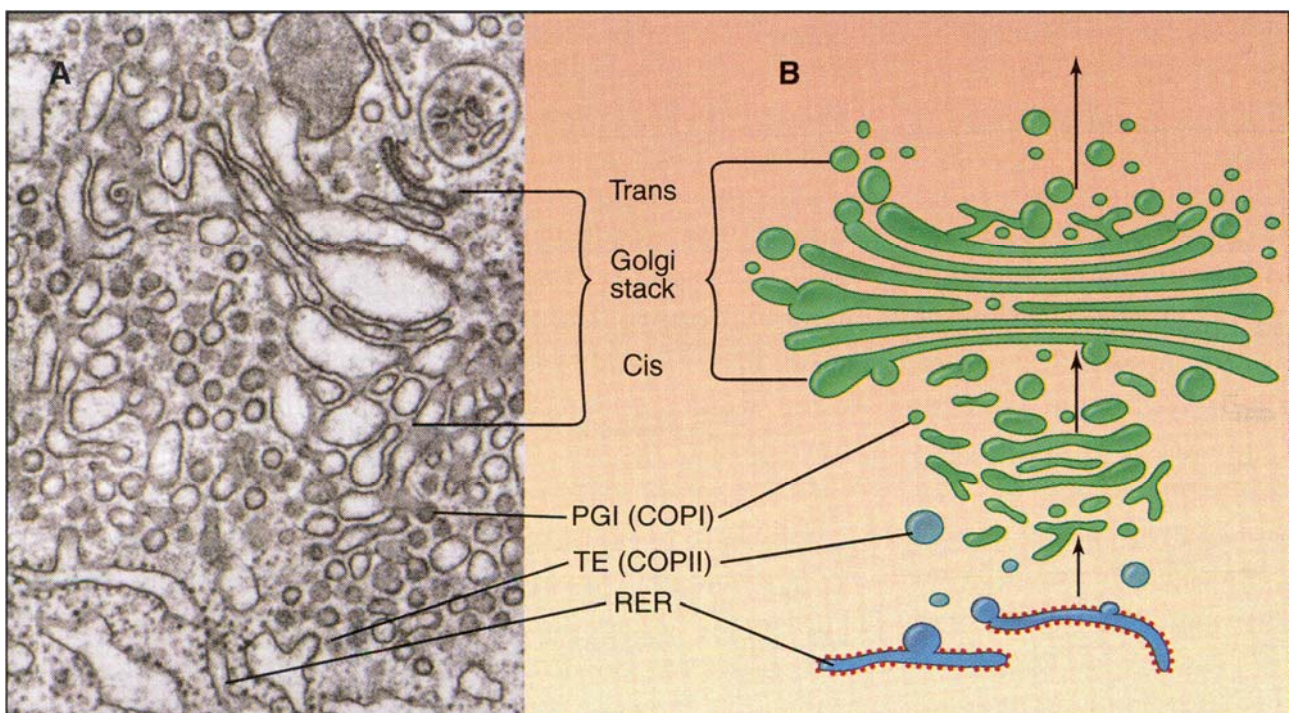 A
B
Trans
Golgi
stack
Cis
PGI (COPI)
TE (COPII)
RER